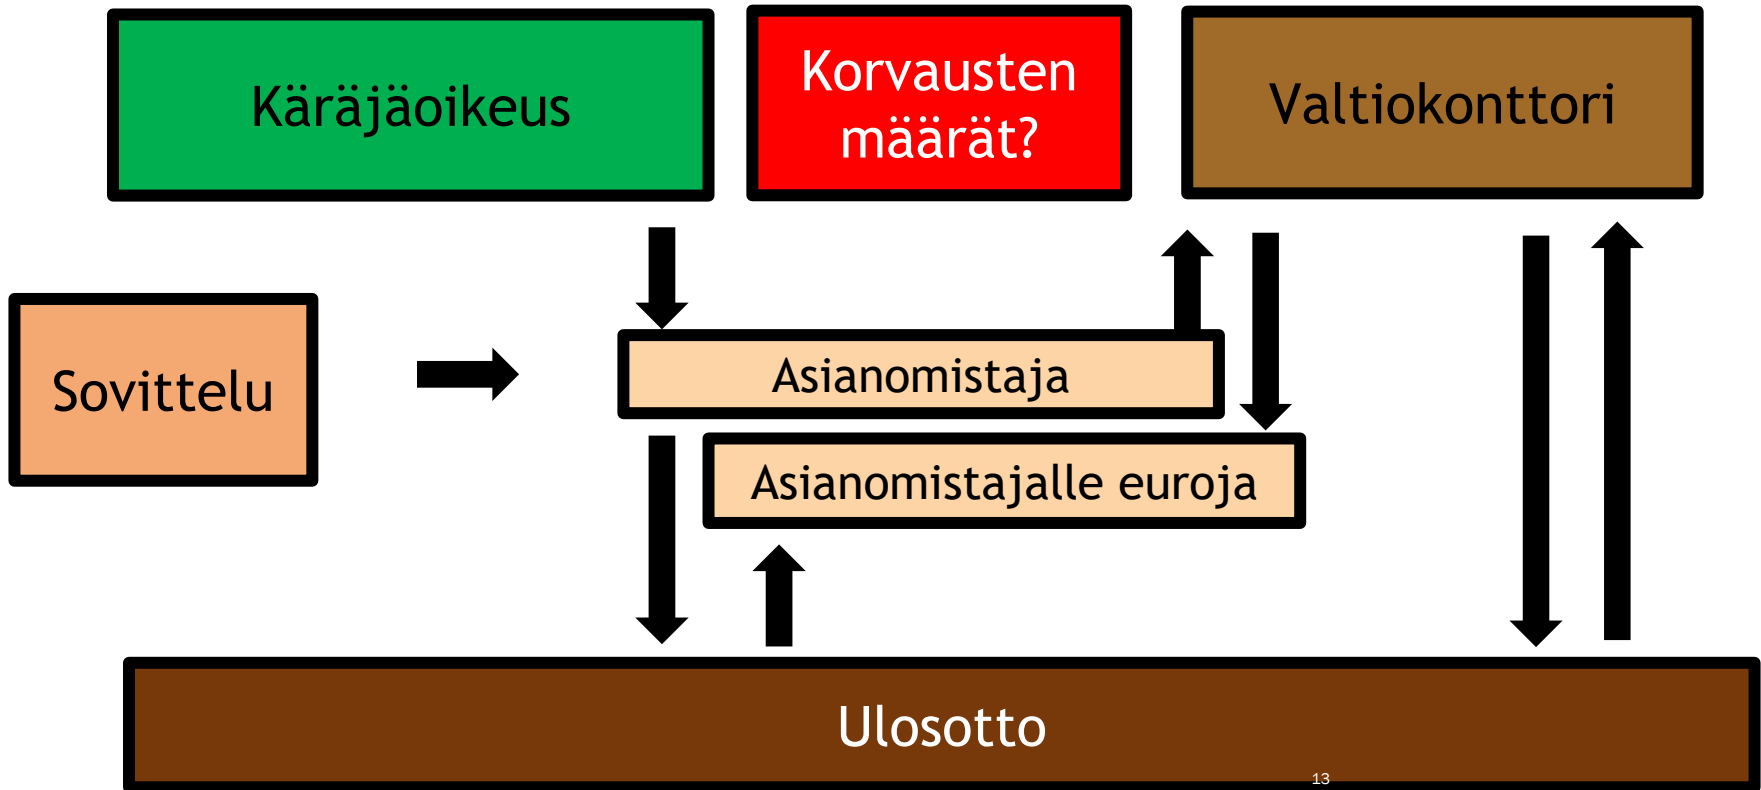 Käräjäoikeus
Korvausten
määrät?
Valtiokonttori
Sovittelu
Asianomistaja
Asianomistajalle euroja
Ulosotto
13